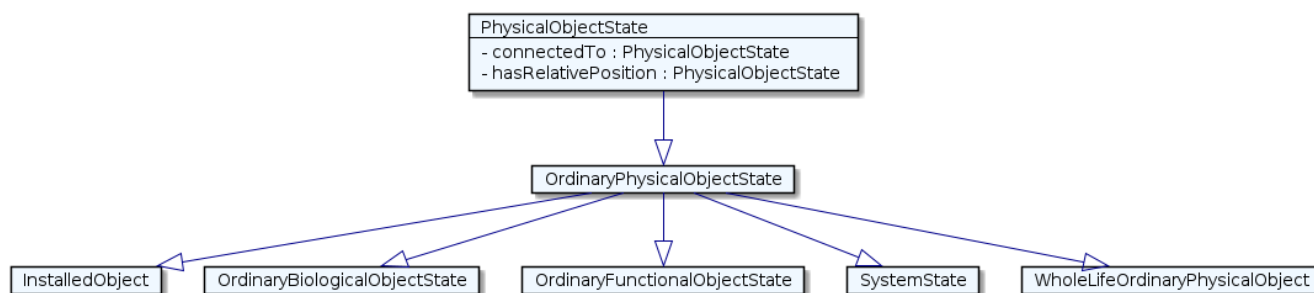 PhysicalObjectState
- connectedTo : PhysicalObjectState
- hasRelativePosition : PhysicalObjectState
OrdinaryPhysicalObjectState
InstalledObject
OrdinaryBiologicalObjectState
OrdinaryFunctionalObjectState
SystemState
WholeLifeOrdinaryPhysicalObject